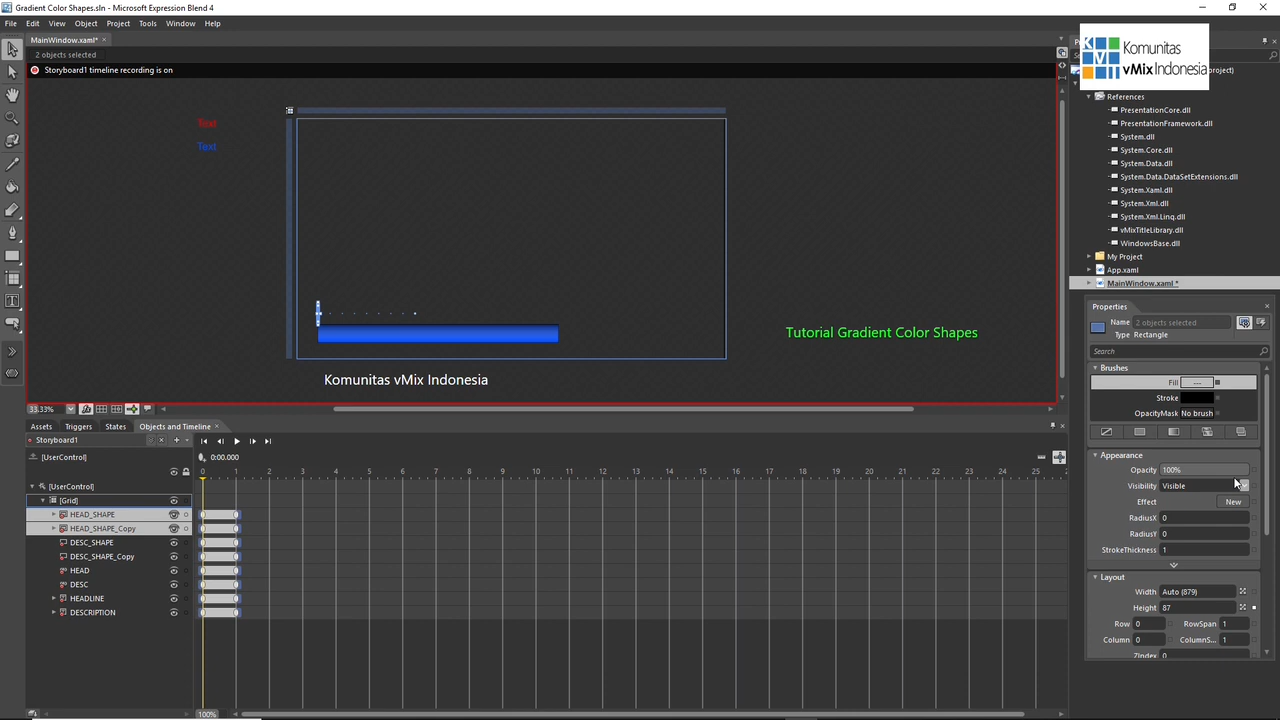 Gradient Color Shapes.sln - Microsoft Expression Blend 4
File Edit View Object Project Tools Window Help
MainWindow.xaml* ×
2 objects selected
Storyboard1 timeline recording is on
Text
Text
Tutorial Gradient Color Shapes
Komunitas vMix Indonesia
33.33%
Assets Triggers States Objects and Timeline
Storyboard1
[UserControl]
0:00.000
0 1 2 3 4 5 6 7 8 9 10 11 12 13 14 15 16 17 18 19 20 21 22 23 24 25
[UserControl]
[Grid]
HEAD_SHAPE
HEAD_SHAPE_Copy
DESC_SHAPE
DESC_SHAPE_Copy
HEAD
DESC
HEADLINE
DESCRIPTION
100%
KVMI
Komunitas
vMix Indonesia
References
PresentationCore.dll
PresentationFramework.dll
System.dll
System.Core.dll
System.Data.dll
System.Data.DataSetExtensions.dll
System.Xaml.dll
System.Xml.dll
System.Xml.Linq.dll
vMixTitleLibrary.dll
WindowsBase.dll
My Project
App.xaml
MainWindow.xaml *
Properties
Name 2 objects selected
Type Rectangle
Search
Brushes
Fill ---
Stroke
OpacityMask No brush
Appearance
Opacity 100%
Visibility Visible
Effect New
RadiusX 0
RadiusY 0
StrokeThickness 1
Layout
Width Auto (879)
Height 87
Row 0 RowSpan 1
Column 0 ColumnS... 1
ZIndex 0